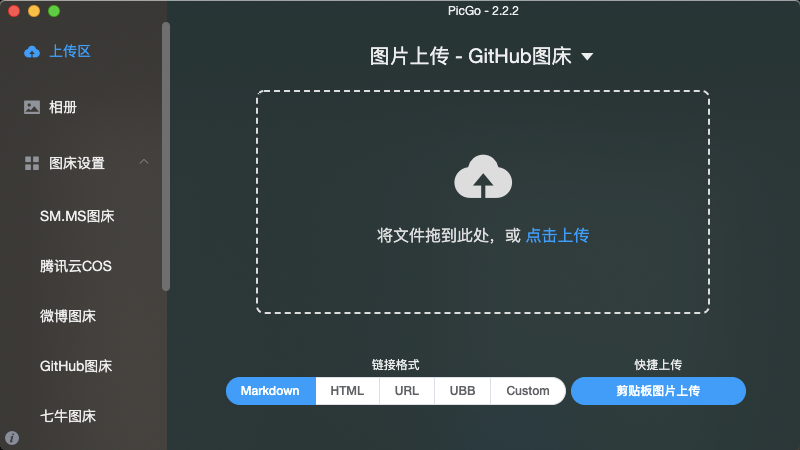 PicGo - 2.2.2
上传区
相册
图床设置
SM.MS图床
腾讯云COS
微博图床
GitHub图床
七牛图床
图片上传 - GitHub图床
将文件拖到此处，或 点击上传
链接格式
Markdown HTML URL UBB Custom
快捷上传
剪贴板图片上传